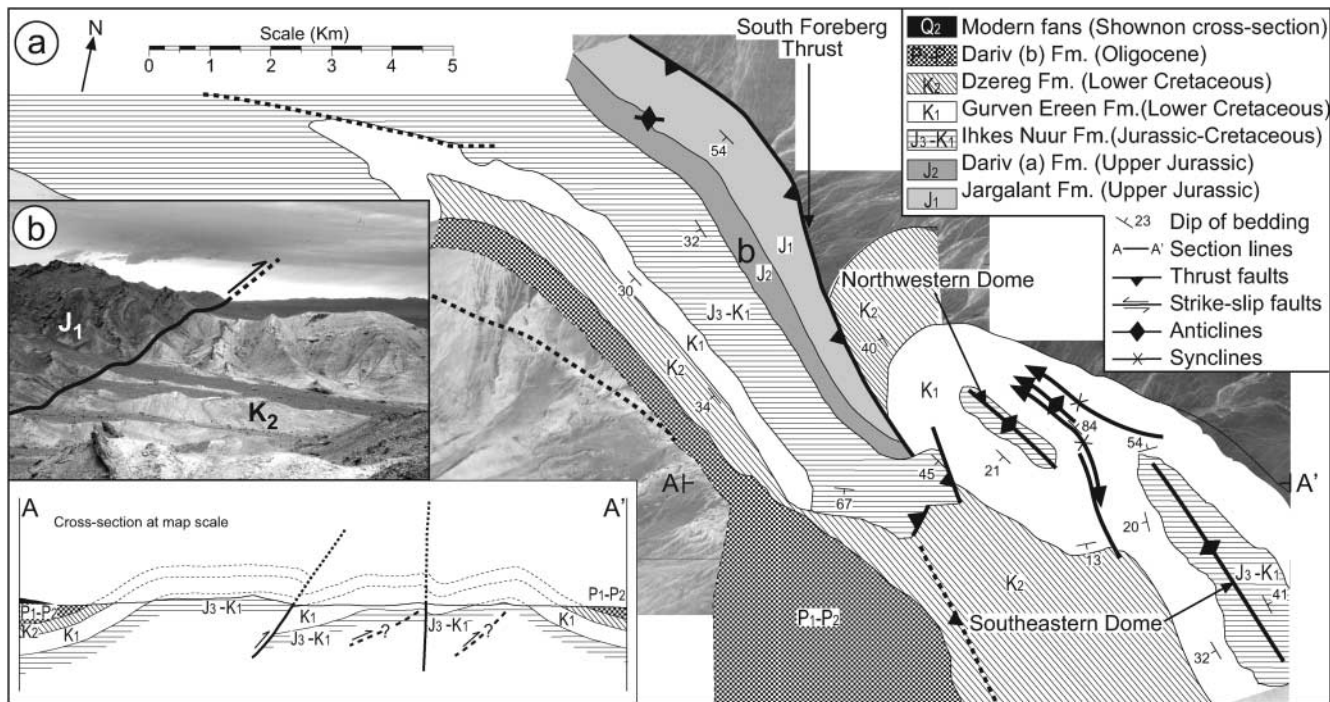 a
N
Scale (Km)
0 1 2 3 4 5
South Foreberg
Thrust
Q2 Modern fans (Shownon cross-section)
Dariv (b) Fm. (Oligocene)
K2 Dzereg Fm. (Lower Cretaceous)
K1 Gurven Ereen Fm.(Lower Cretaceous)
J3-K1 Ihkes Nuur Fm.(Jurassic-Cretaceous)
J2 Dariv (a) Fm. (Upper Jurassic)
J1 Jargalant Fm. (Upper Jurassic)
23 Dip of bedding
A A' Section lines
Thrust faults
Strike-slip faults
Anticlines
Synclines
54
32
b
J1
J2
Northwestern Dome
30
J3-K1
K2
40
K1
K2
34
K1
84
54
45
21
A
A'
67
20
13
K2
J3-K1
41
P1-P2
Southeastern Dome
32
b
J1
K2
A
A'
Cross-section at map scale
P1-P2
K2
K1
J3-K1
K1
J3-K1
?
J3-K1
?
K1
P1-P2